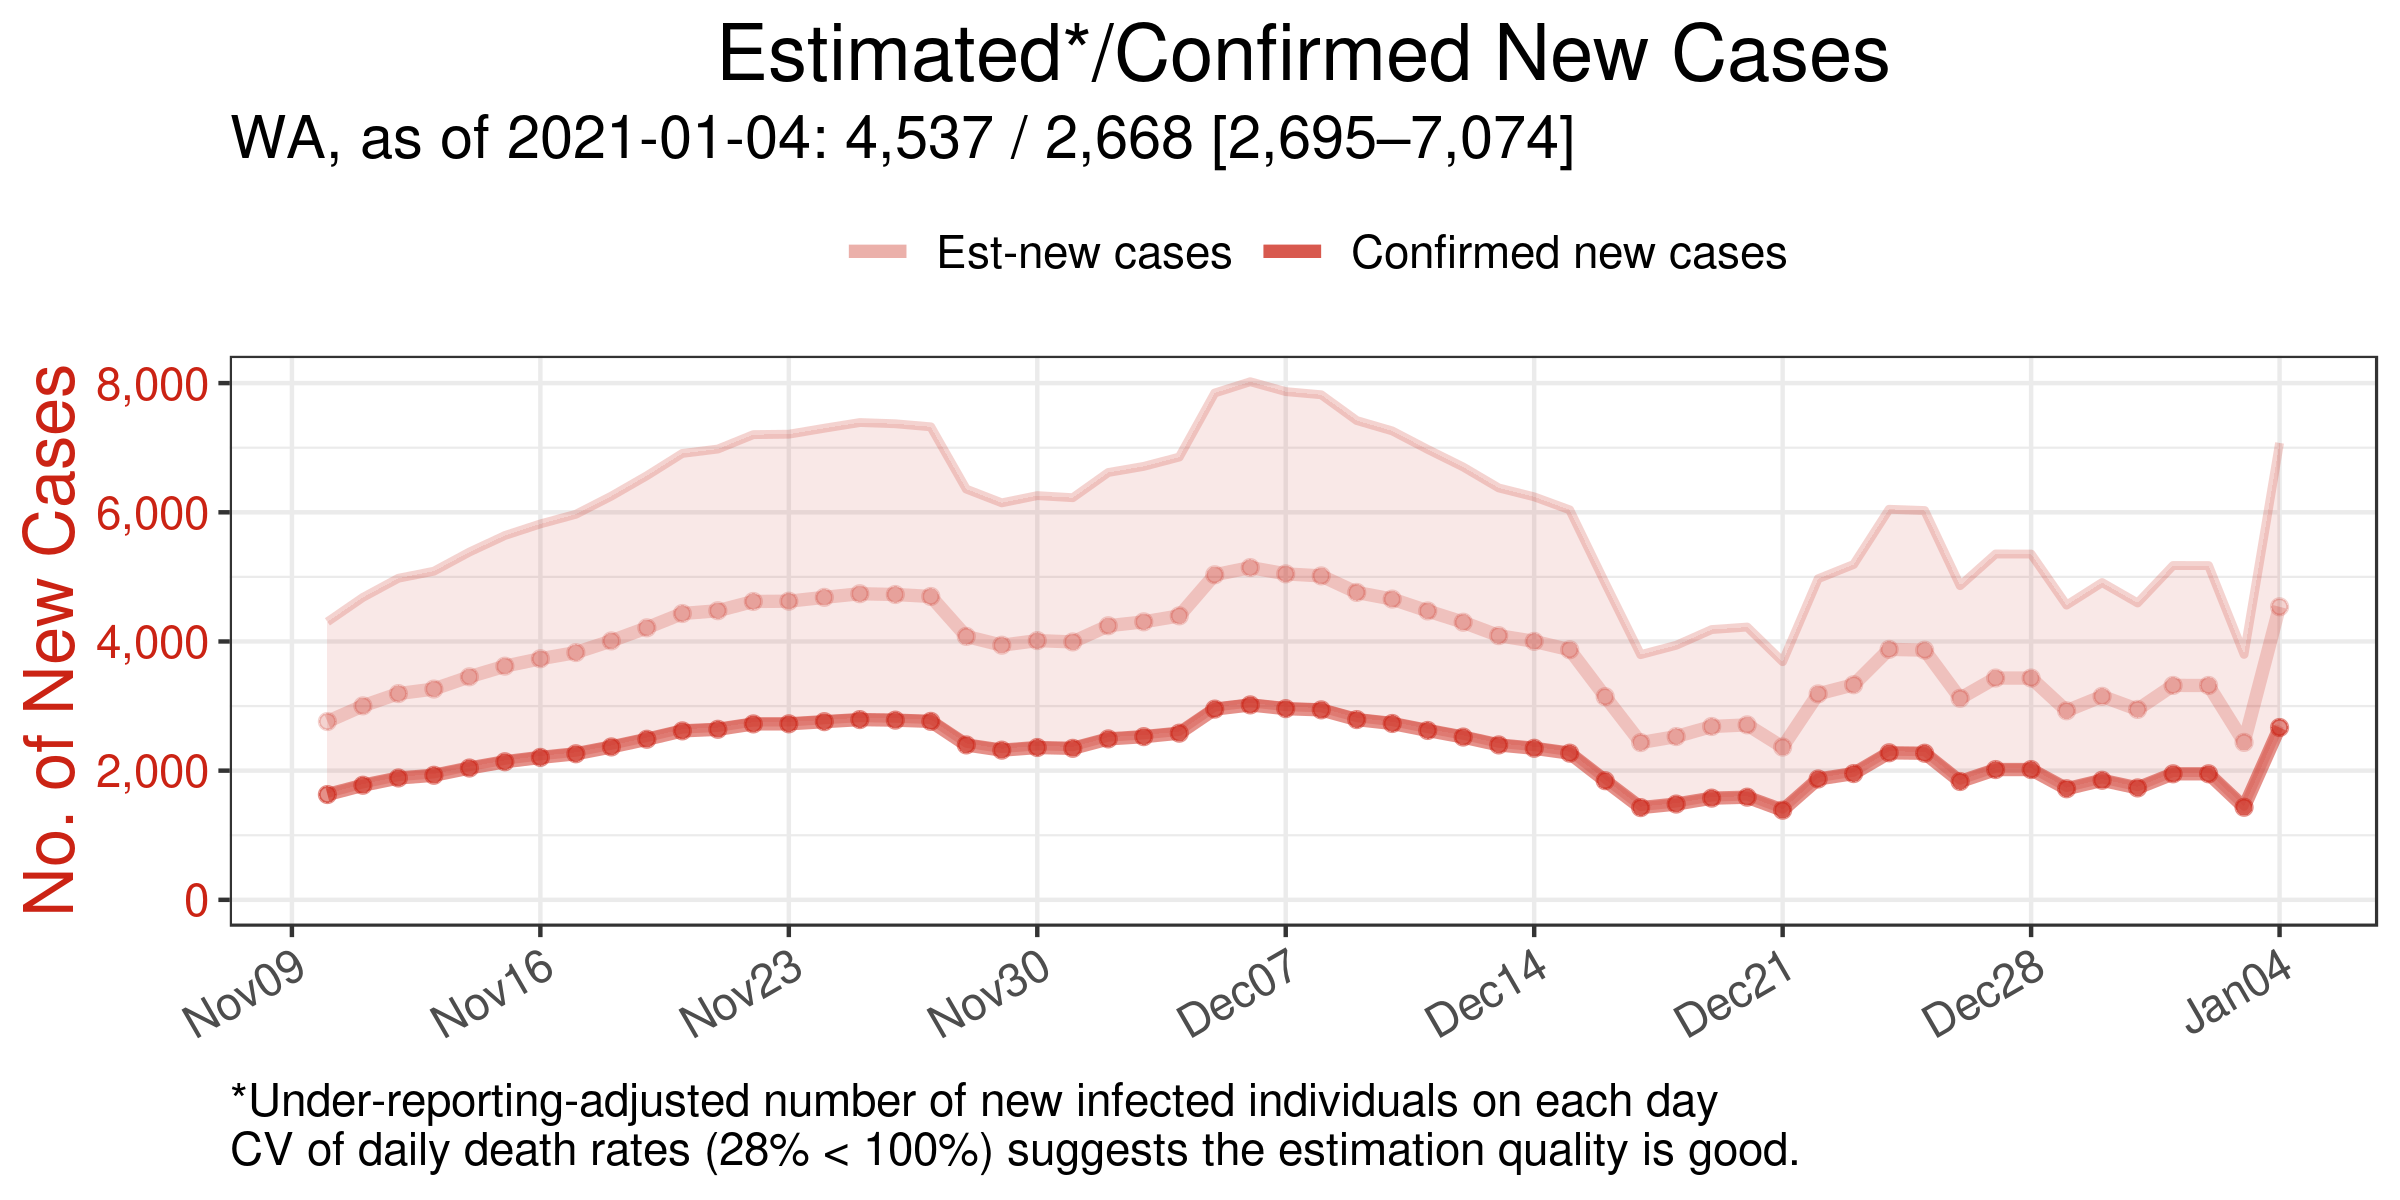 Estimated*/Confirmed New Cases
WA, as of 2021-01-04: 4,537 / 2,668 [2,695–7,074]
Est-new cases
Confirmed new cases
No. of New Cases
8,000
6,000
4,000
2,000
0
Nov09
Nov16
Nov23
Nov30
Dec07
Dec14
Dec21
Dec28
Jan04
*Under-reporting-adjusted number of new infected individuals on each day
CV of daily death rates (28% < 100%) suggests the estimation quality is good.